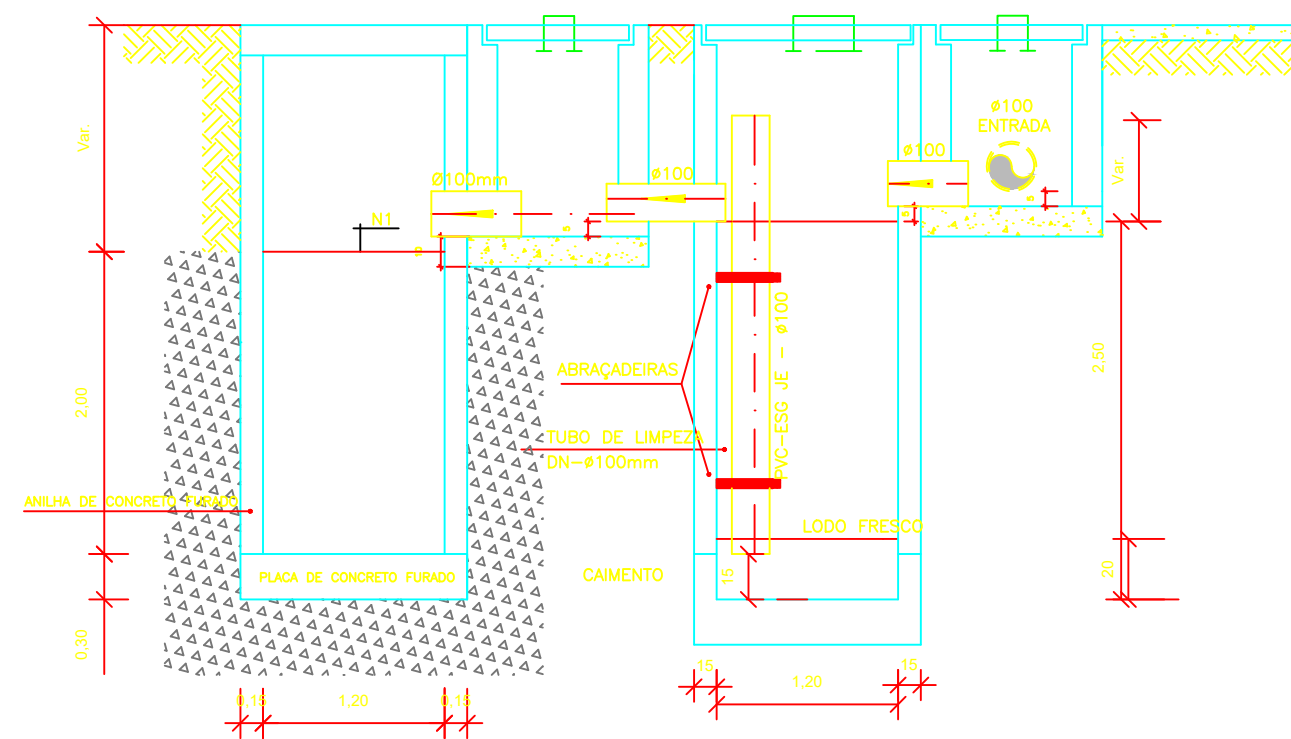 Ø100
ENTRADA
Var.
Ø100mm
ø100
ø100
Var.
N1
ABRAÇADEIRAS
PVC-ESG JE - ø100
2,50
2,00
TUBO DE LIMPEZA
DN-ø100mm
ANILHA DE CONCRETO FURADO
LODO FRESCO
PLACA DE CONCRETO FURADO
CAIMENTO
15
20
0,30
15
1,20
15
0,15
1,20
0,15